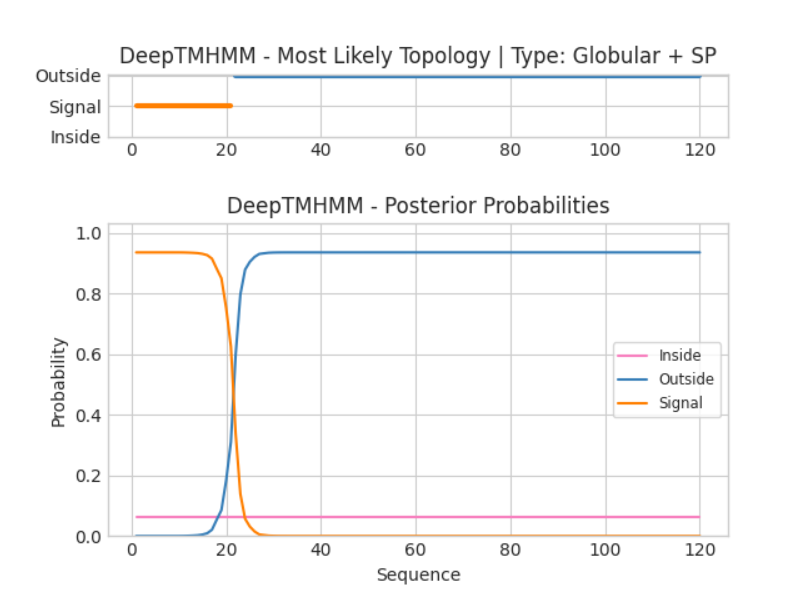 DeepTMHMM - Most Likely Topology | Type: Globular + SP
Outside
Signal
Inside
0 20 40 60 80 100 120
DeepTMHMM - Posterior Probabilities
1.0
0.8
0.6
0.4
0.2
0.0
Probability
Inside
Outside
Signal
0 20 40 60 80 100 120
Sequence